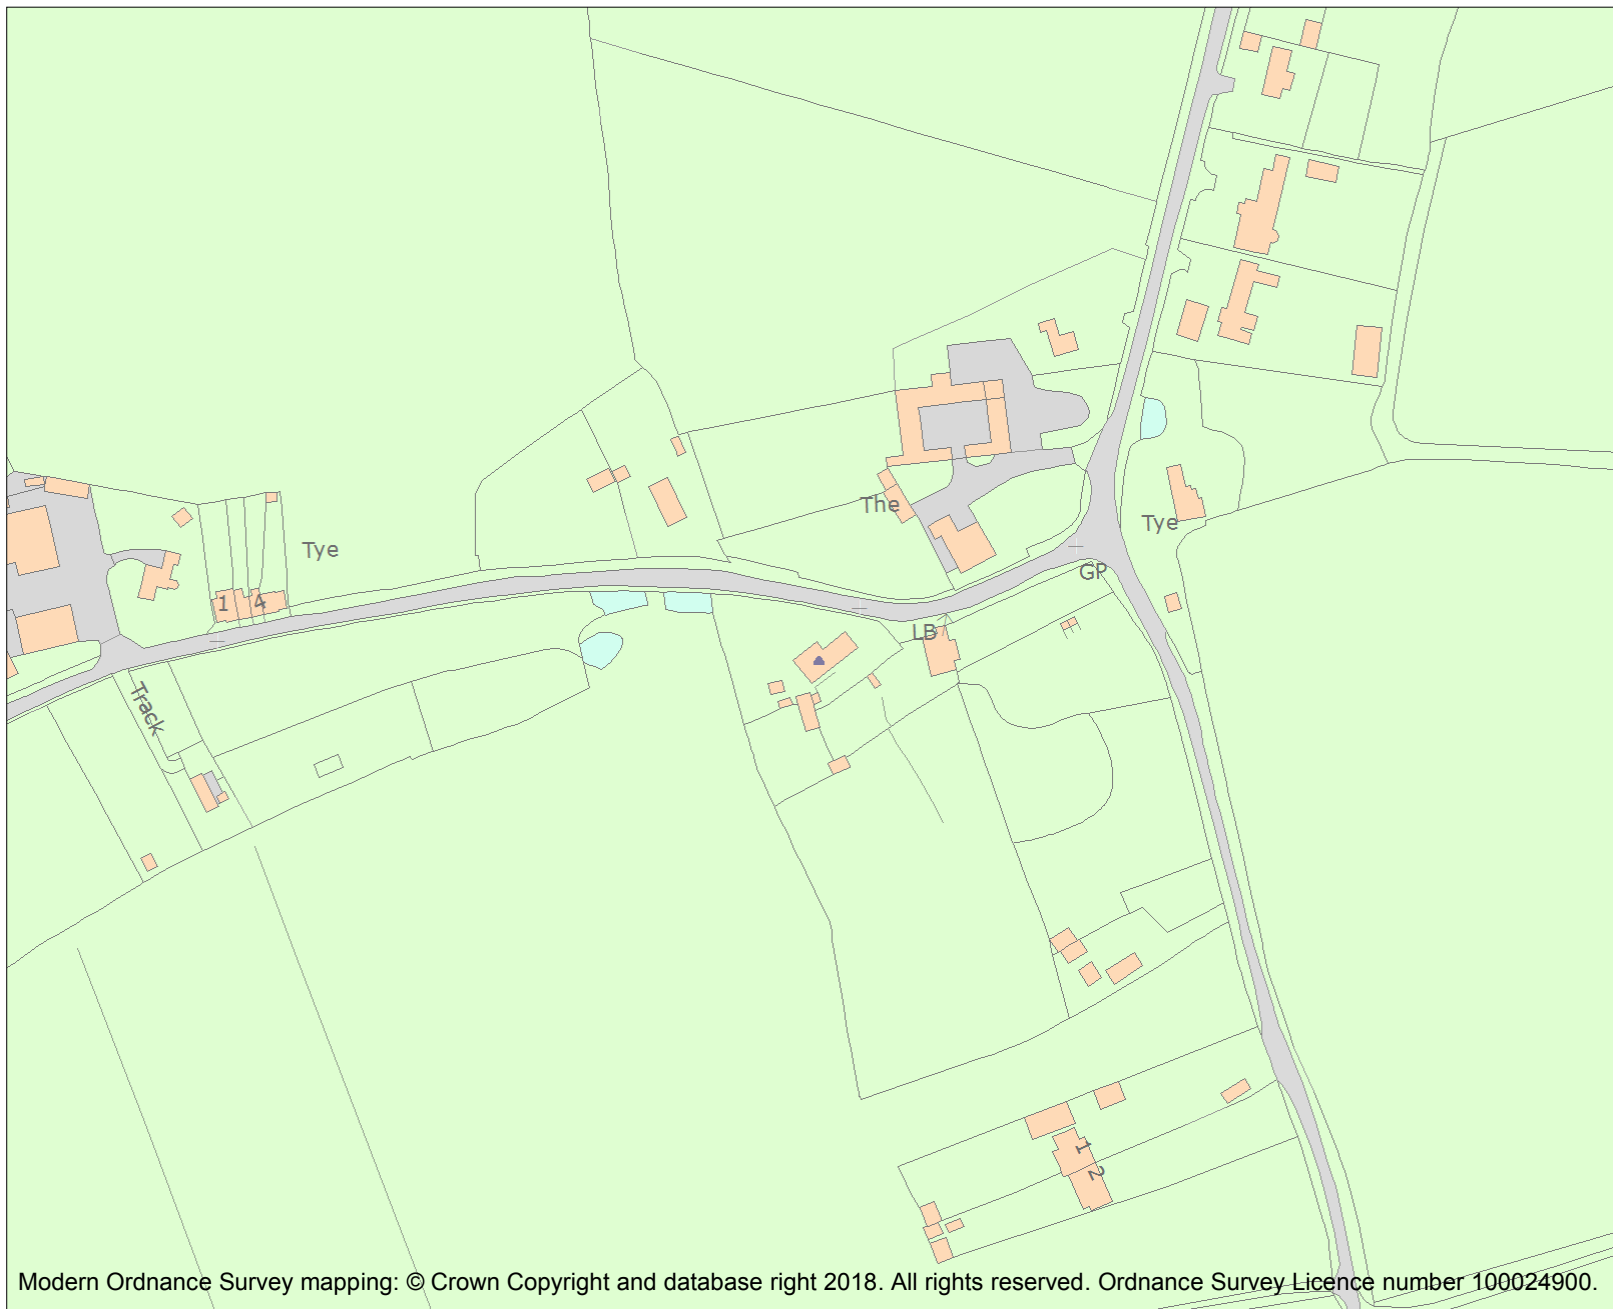 The
Tye
Tye
GP
1 4
LB
Track
1
2
Modern Ordnance Survey mapping: © Crown Copyright and database right 2018. All rights reserved. Ordnance Survey Licence number 100024900.